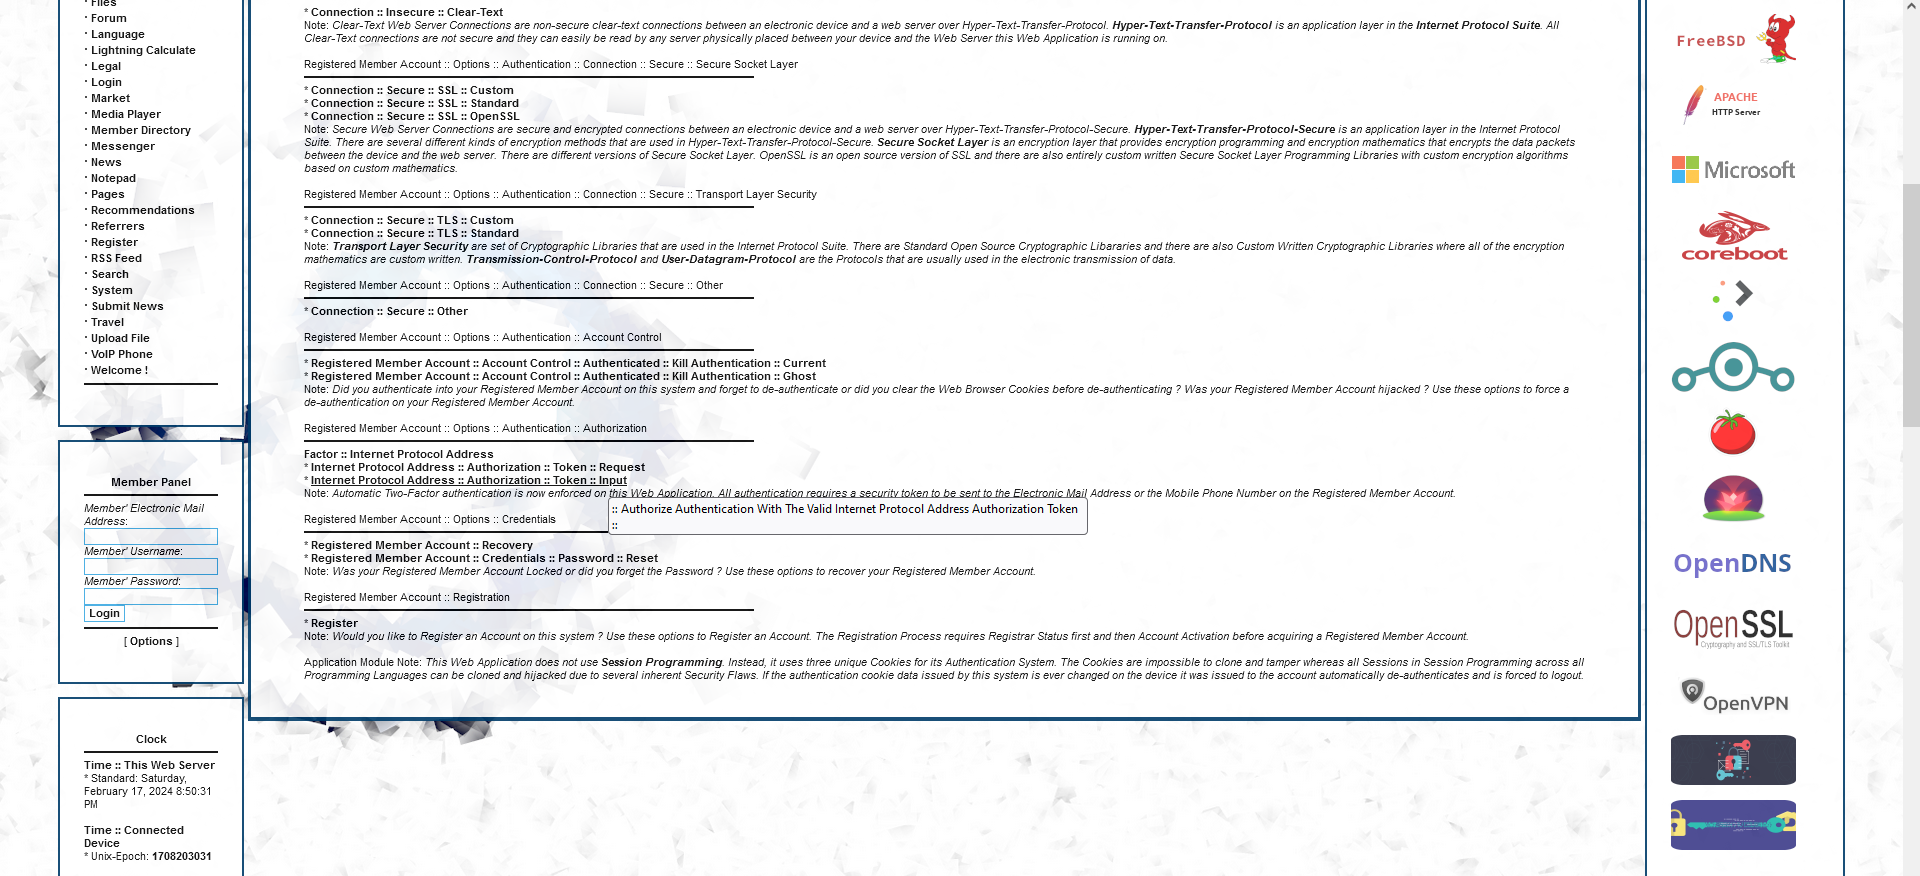 · Files
· Forum
· Language
· Lightning Calculate
· Legal
· Login
· Market
· Media Player
· Member Directory
· Messenger
· News
· Notepad
· Pages
· Recommendations
· Referrers
· Register
· RSS Feed
· Search
· System
· Submit News
· Travel
· Upload File
· VoIP Phone
· Welcome !
Member Panel
Member' Electronic Mail
Address:
Member' Username:
Member' Password:
Login
[ Options ]
Clock
Time :: This Web Server
* Standard: Saturday,
February 17, 2024 8:50:31
PM
Time :: Connected
Device
* Unix-Epoch: 1708203031
* Connection :: Insecure :: Clear-Text
Note: Clear-Text Web Server Connections are non-secure clear-text connections between an electronic device and a web server over Hyper-Text-Transfer-Protocol. Hyper-Text-Transfer-Protocol is an application layer in the Internet Protocol Suite. All
Clear-Text connections are not secure and they can easily be read by any server physically placed between your device and the Web Server this Web Application is running on.
Registered Member Account :: Options :: Authentication :: Connection :: Secure :: Secure Socket Layer
* Connection :: Secure :: SSL :: Custom
* Connection :: Secure :: SSL :: Standard
* Connection :: Secure :: SSL :: OpenSSL
Note: Secure Web Server Connections are secure and encrypted connections between an electronic device and a web server over Hyper-Text-Transfer-Protocol-Secure. Hyper-Text-Transfer-Protocol-Secure is an application layer in the Internet Protocol
Suite. There are several different kinds of encryption methods that are used in Hyper-Text-Transfer-Protocol-Secure. Secure Socket Layer is an encryption layer that provides encryption programming and encryption mathematics that encrypts the data packets
between the device and the web server. There are different versions of Secure Socket Layer. OpenSSL is an open source version of SSL and there are also entirely custom written Secure Socket Layer Programming Libraries with custom encryption algorithms
based on custom mathematics.
Registered Member Account :: Options :: Authentication :: Connection :: Secure :: Transport Layer Security
* Connection :: Secure :: TLS :: Custom
* Connection :: Secure :: TLS :: Standard
Note: Transport Layer Security are set of Cryptographic Libraries that are used in the Internet Protocol Suite. There are Standard Open Source Cryptographic Libararies and there are also Custom Written Cryptographic Libraries where all of the encryption
mathematics are custom written. Transmission-Control-Protocol and User-Datagram-Protocol are the Protocols that are usually used in the electronic transmission of data.
Registered Member Account :: Options :: Authentication :: Connection :: Secure :: Other
* Connection :: Secure :: Other
Registered Member Account :: Options :: Authentication :: Account Control
* Registered Member Account :: Account Control :: Authenticated :: Kill Authentication :: Current
* Registered Member Account :: Account Control :: Authenticated :: Kill Authentication :: Ghost
Note: Did you authenticate into your Registered Member Account on this system and forget to de-authenticate or did you clear the Web Browser Cookies before de-authenticating ? Was your Registered Member Account hijacked ? Use these options to force a
de-authentication on your Registered Member Account.
Registered Member Account :: Options :: Authentication :: Authorization
Factor :: Internet Protocol Address
* Internet Protocol Address :: Authorization :: Token :: Request
* Internet Protocol Address :: Authorization :: Token :: Input
Note: Automatic Two-Factor authentication is now enforced on this Web Application. All authentication requires a security token to be sent to the Electronic Mail Address or the Mobile Phone Number on the Registered Member Account.
:: Authorize Authentication With The Valid Internet Protocol Address Authorization Token
::
Registered Member Account :: Options :: Credentials
* Registered Member Account :: Recovery
* Registered Member Account :: Credentials :: Password :: Reset
Note: Was your Registered Member Account Locked or did you forget the Password ? Use these options to recover your Registered Member Account.
Registered Member Account :: Registration
* Register
Note: Would you like to Register an Account on this system ? Use these options to Register an Account. The Registration Process requires Registrar Status first and then Account Activation before acquiring a Registered Member Account.
Application Module Note: This Web Application does not use Session Programming. Instead, it uses three unique Cookies for its Authentication System. The Cookies are impossible to clone and tamper whereas all Sessions in Session Programming across all
Programming Languages can be cloned and hijacked due to several inherent Security Flaws. If the authentication cookie data issued by this system is ever changed on the device it was issued to the account automatically de-authenticates and is forced to logout.
FreeBSD
APACHE
HTTP Server
Microsoft
coreboot
OpenDNS
OpenSSL
Cryptography and SSL/TLS Toolkit
OpenVPN